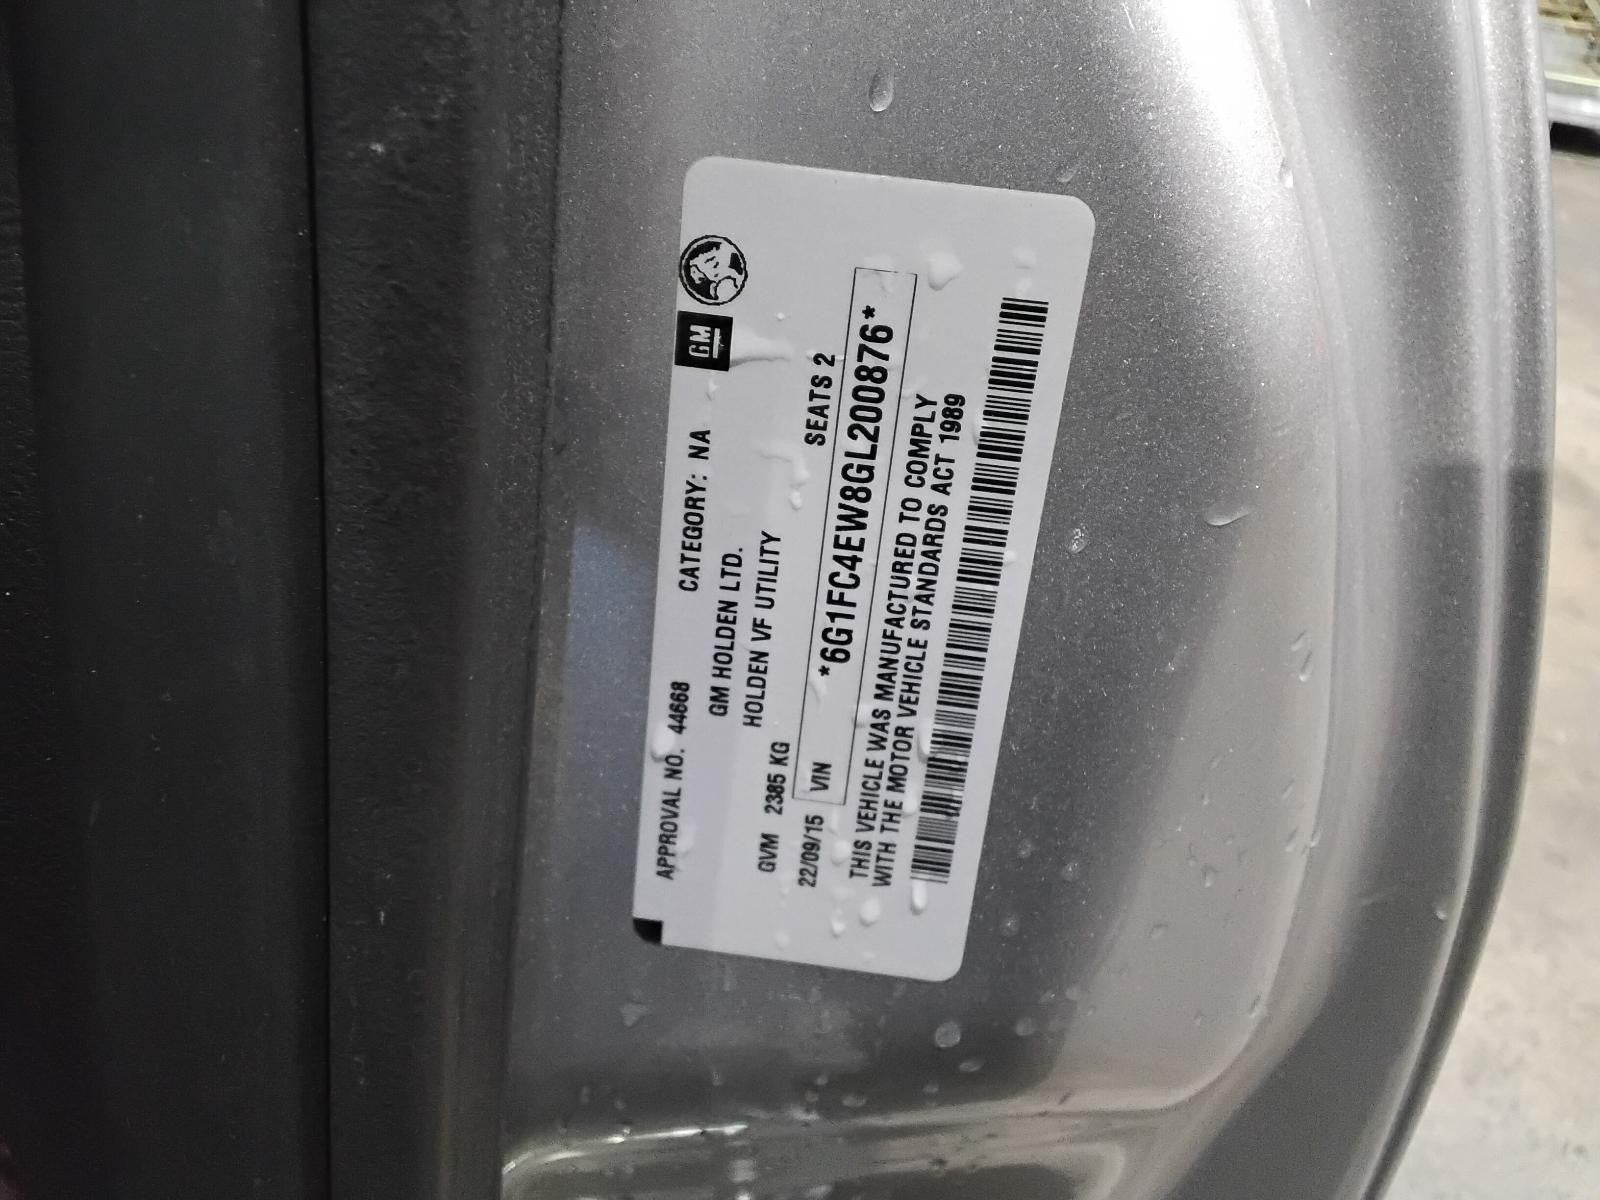 GM
APPROVAL NO. 44668 CATEGORY: NA
GM HOLDEN LTD.
HOLDEN VF UTILITY
GVM 2385 KG SEATS 2
22/09/15 VIN *6G1FC4EW8GL200876*
THIS VEHICLE WAS MANUFACTURED TO COMPLY
WITH THE MOTOR VEHICLE STANDARDS ACT 1989